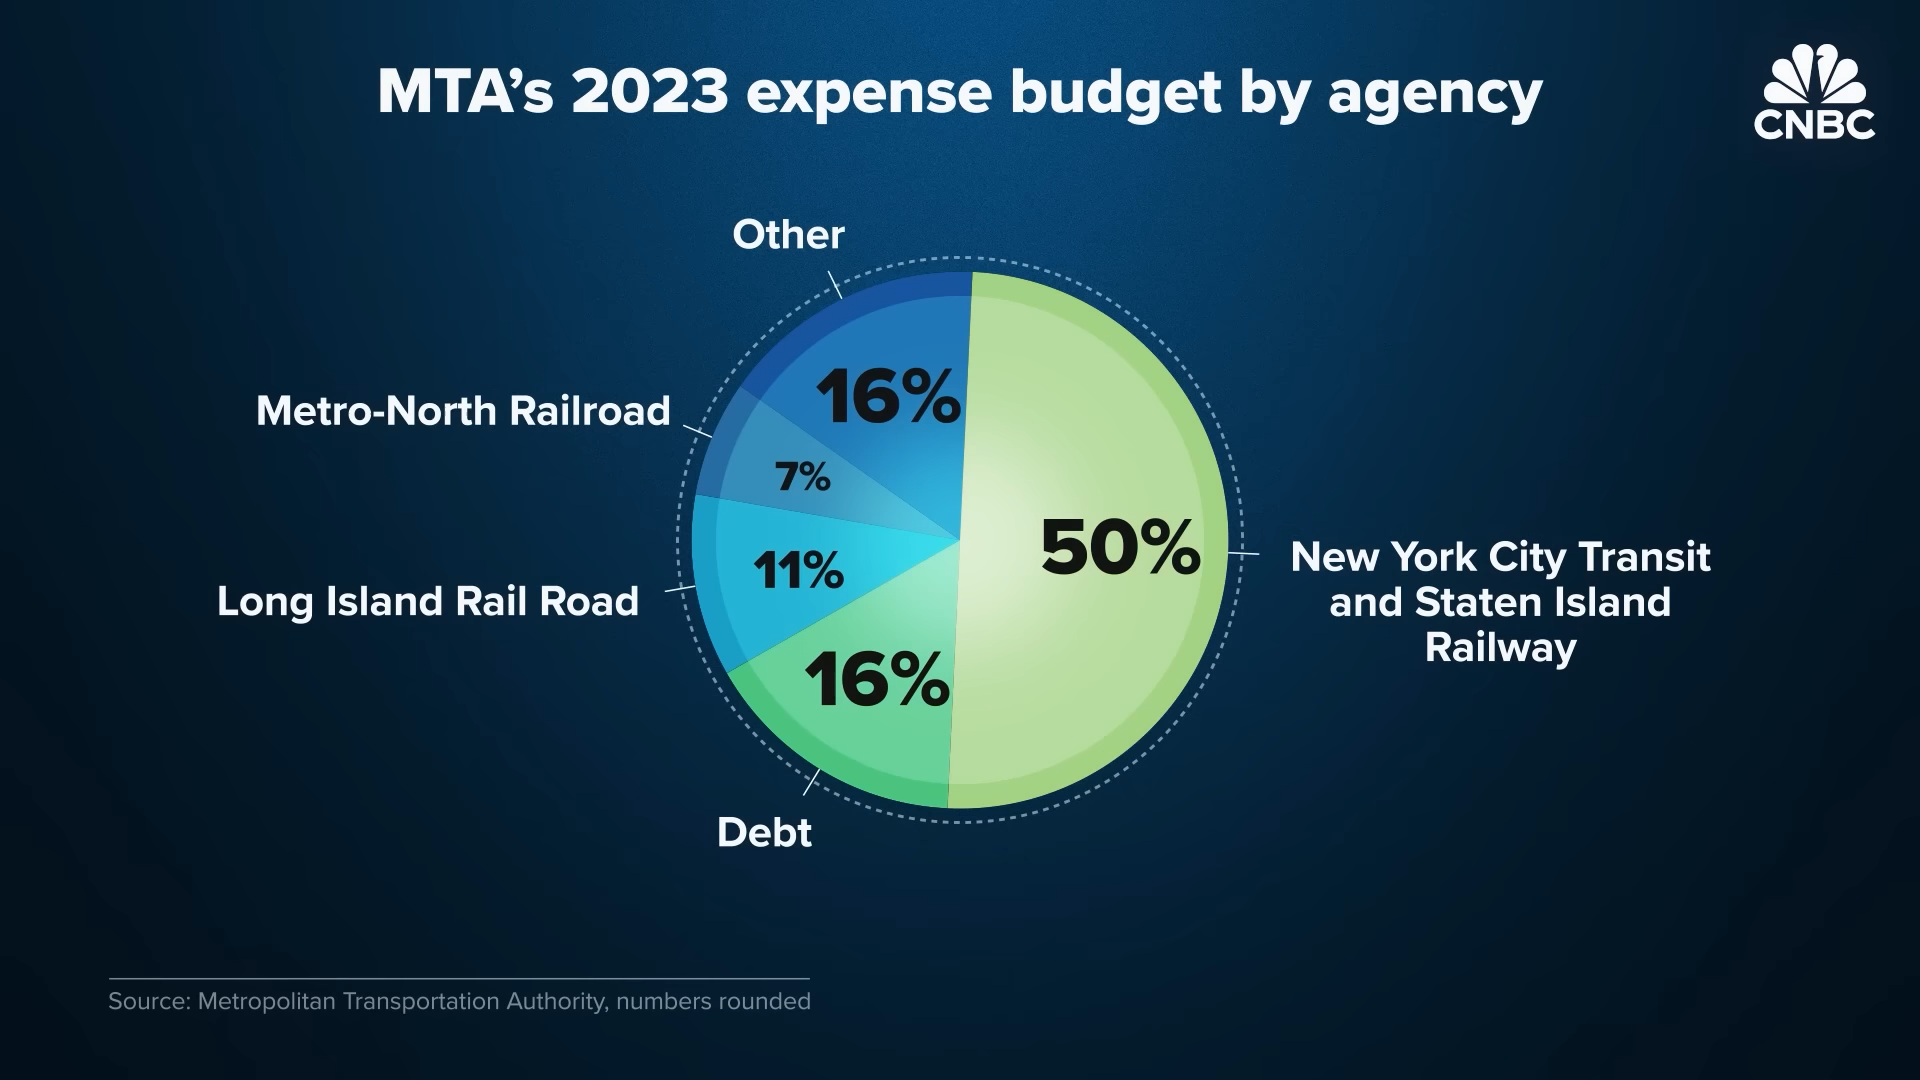 MTA’s 2023 expense budget by agency
CNBC
Other
16%
Metro-North Railroad
7%
50%
New York City Transit
and Staten Island
Railway
11%
Long Island Rail Road
16%
Debt
Source: Metropolitan Transportation Authority, numbers rounded